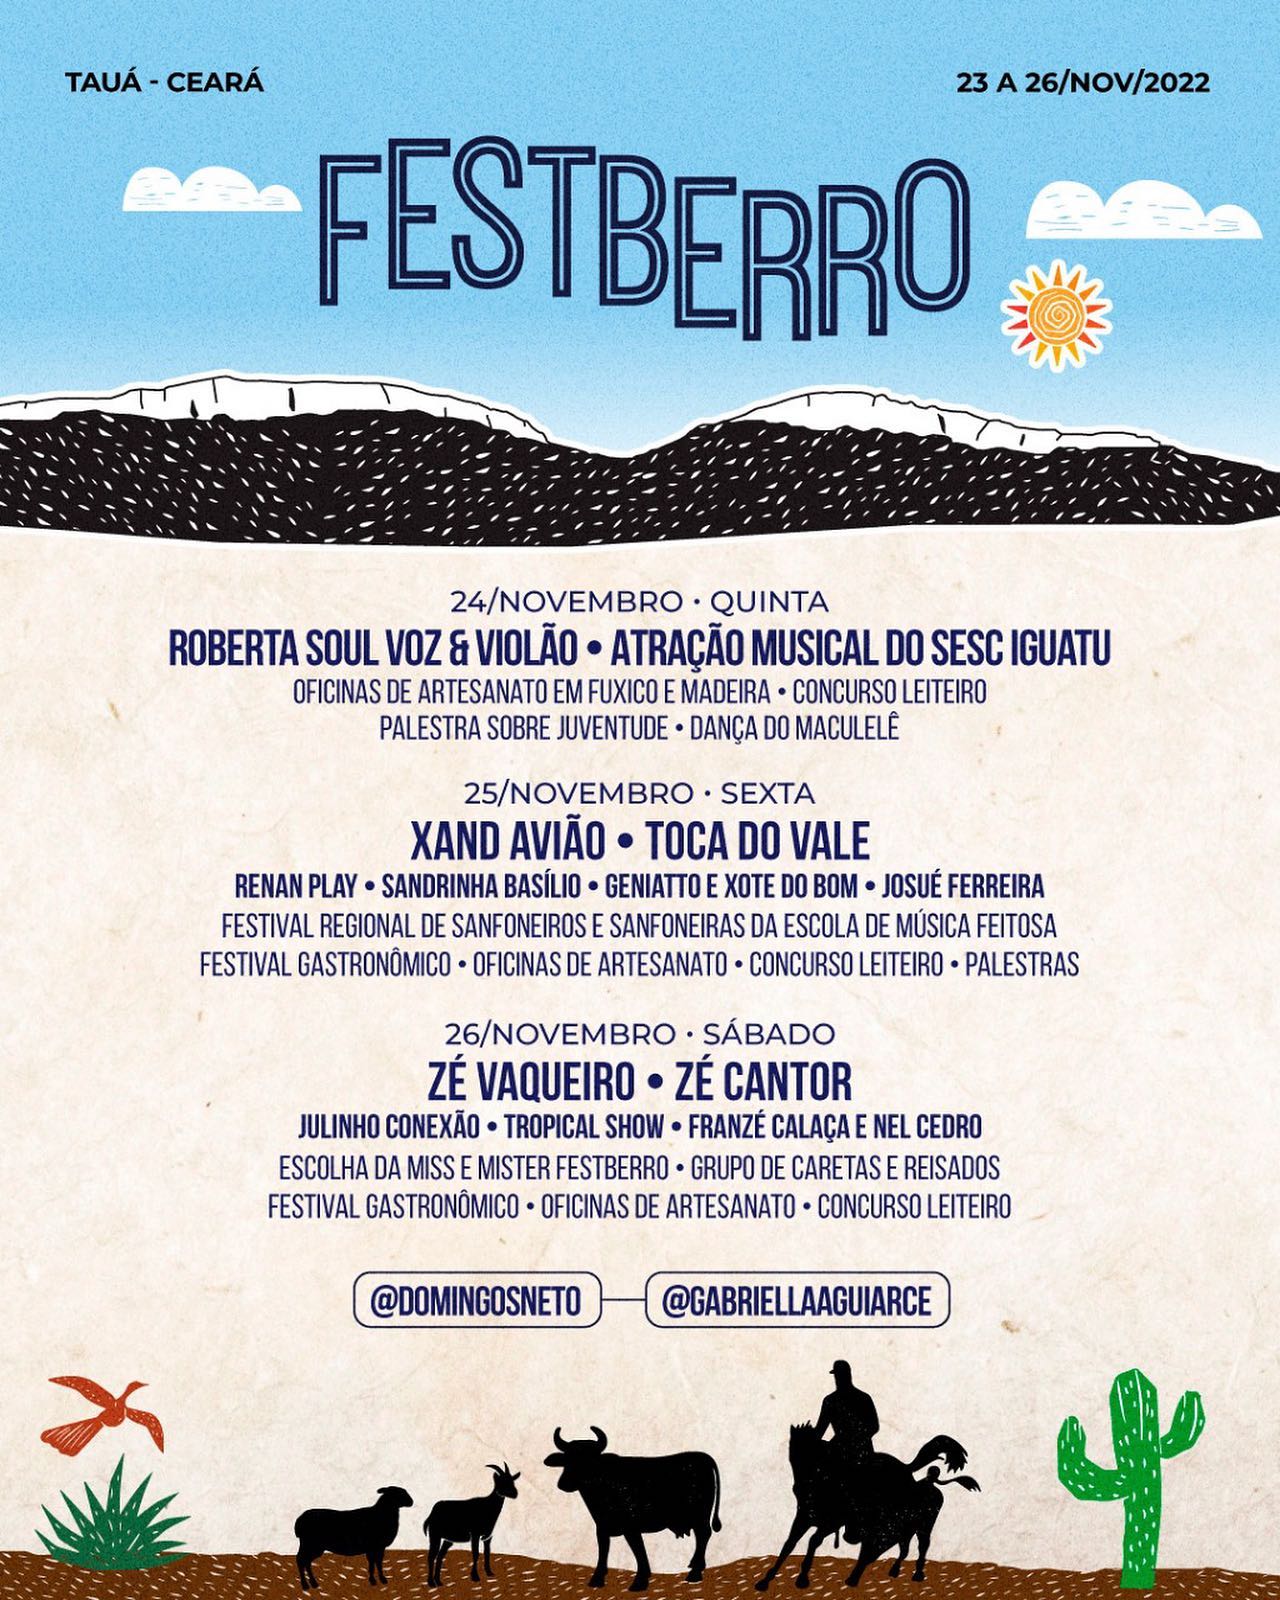 TAUÁ - CEARÁ
23 A 26/NOV/2022
FESTBERRO
24/NOVEMBRO • QUINTA
ROBERTA SOUL VOZ & VIOLÃO • ATRAÇÃO MUSICAL DO SESC IGUATU
OFICINAS DE ARTESANATO EM FUXICO E MADEIRA • CONCURSO LEITEIRO
PALESTRA SOBRE JUVENTUDE • DANÇA DO MACULELÊ
25/NOVEMBRO • SEXTA
XAND AVIÃO • TOCA DO VALE
RENAN PLAY • SANDRINHA BASÍLIO • GENIATTO E XOTE DO BOM • JOSUÉ FERREIRA
FESTIVAL REGIONAL DE SANFONEIROS E SANFONEIRAS DA ESCOLA DE MÚSICA FEITOSA
FESTIVAL GASTRONÔMICO • OFICINAS DE ARTESANATO • CONCURSO LEITEIRO • PALESTRAS
26/NOVEMBRO • SÁBADO
ZÉ VAQUEIRO • ZÉ CANTOR
JULINHO CONEXÃO • TROPICAL SHOW • FRANZÉ CALAÇA E NEL CEDRO
ESCOLHA DA MISS E MISTER FESTBERRO • GRUPO DE CARETAS E REISADOS
FESTIVAL GASTRONÔMICO • OFICINAS DE ARTESANATO • CONCURSO LEITEIRO
@DOMINGOSNETO
@GABRIELLAAGUIARCE